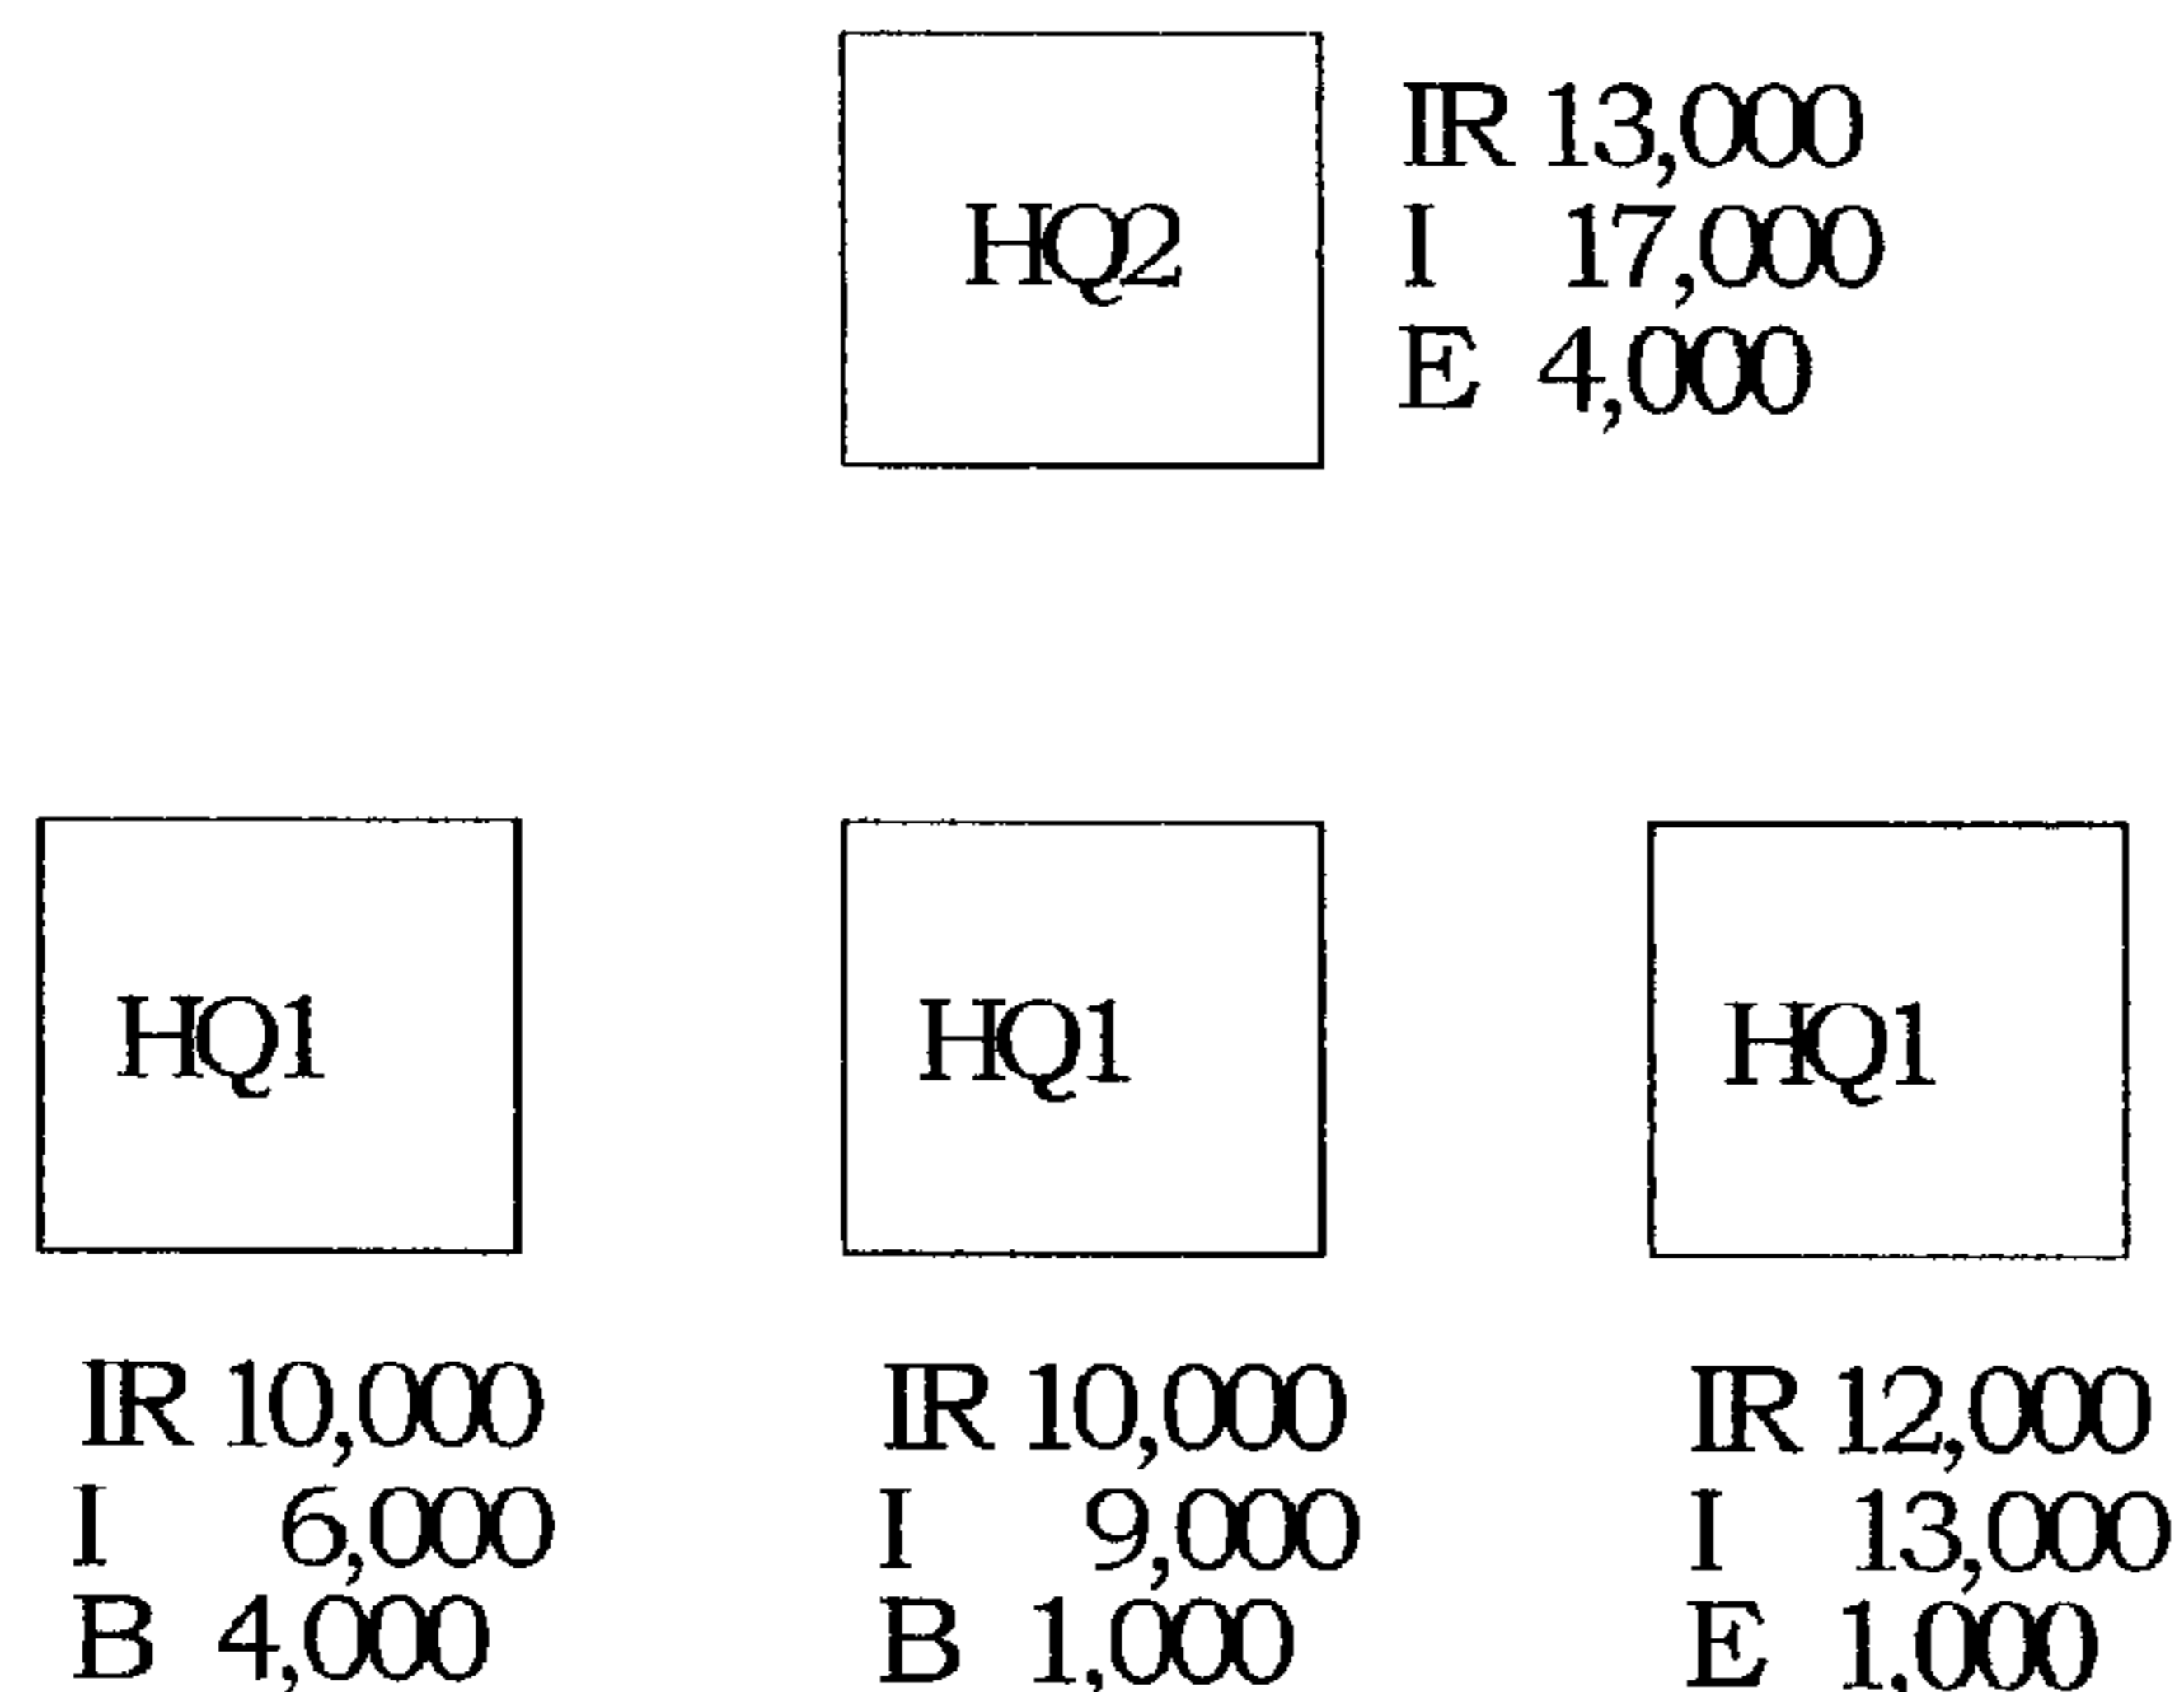 HQ2
IR 13,000
I 17,000
E 4,000
HQ1
HQ1
HQ1
IR 10,000
I 6,000
B 4,000
IR 10,000
I 9,000
B 1,000
IR 12,000
I 13,000
E 1,000